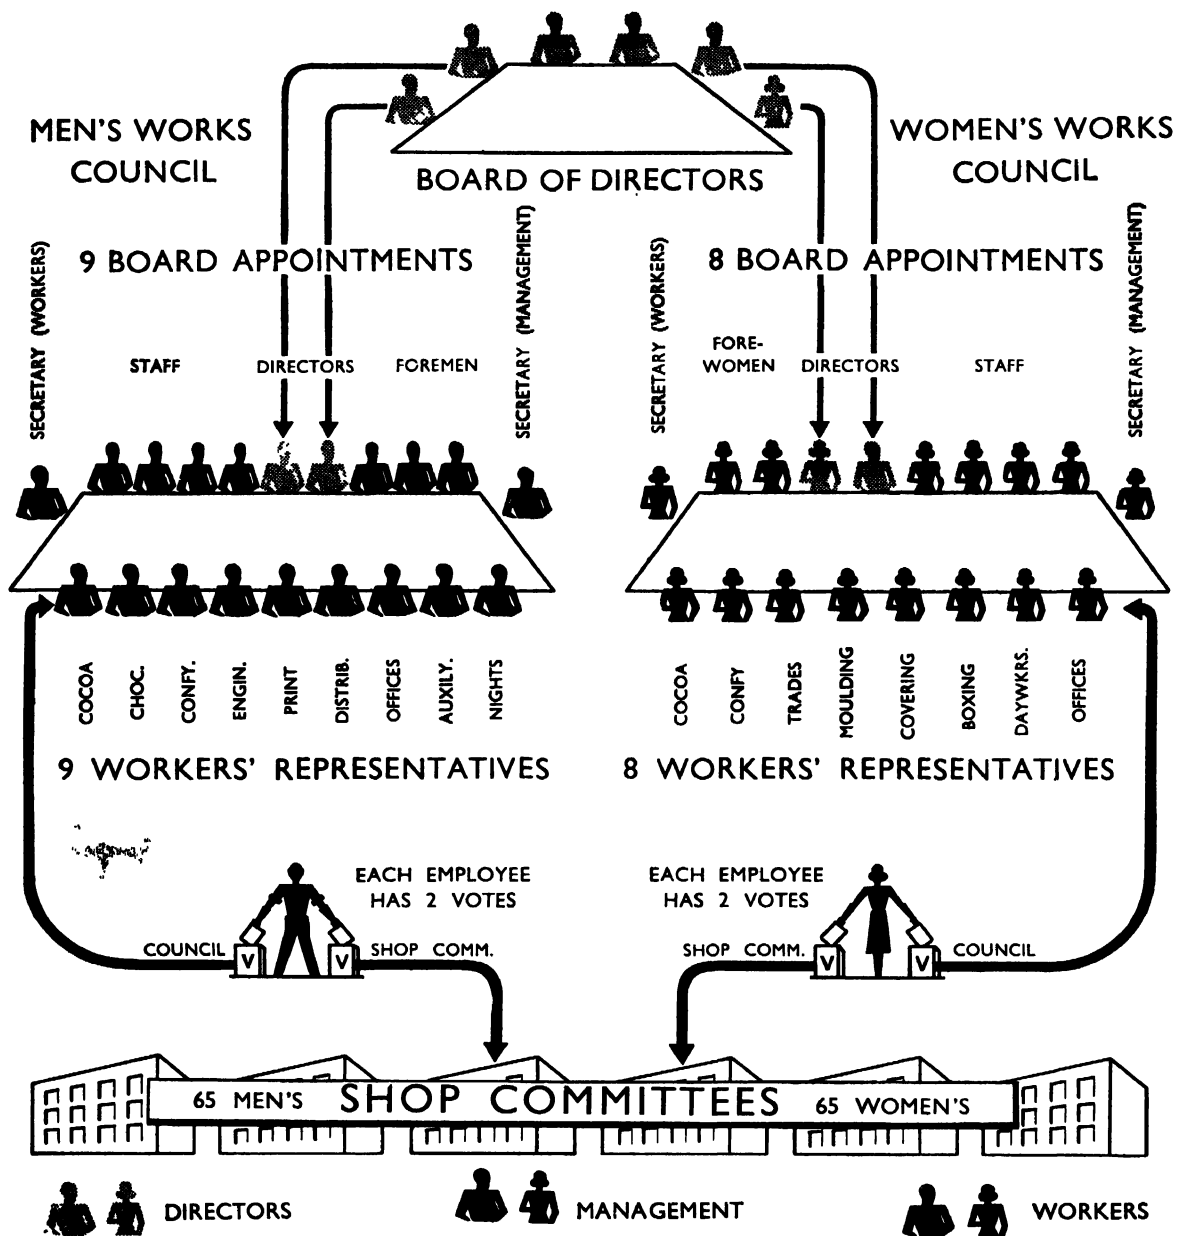 MEN'S WORKS
COUNCIL
WOMEN'S WORKS
COUNCIL
BOARD OF DIRECTORS
SECRETARY (WORKERS)
9 BOARD APPOINTMENTS
SECRETARY (MANAGEMENT)
SECRETARY (WORKERS)
8 BOARD APPOINTMENTS
SECRETARY (MANAGEMENT)
STAFF
DIRECTORS
FOREMEN
FORE-
WOMEN
DIRECTORS
STAFF
COCOA
CHOC.
CONFY.
ENGIN.
PRINT
DISTRIB.
OFFICES
AUXILY.
NIGHTS
COCOA
CONFY
TRADES
MOULDING
COVERING
BOXING
DAYWKRS.
OFFICES
9 WORKERS' REPRESENTATIVES
8 WORKERS' REPRESENTATIVES
EACH EMPLOYEE
HAS 2 VOTES
EACH EMPLOYEE
HAS 2 VOTES
COUNCIL
V
V
SHOP COMM.
SHOP COMM.
V
V
COUNCIL
65 MEN'S SHOP COMMITTEES 65 WOMEN'S
DIRECTORS
MANAGEMENT
WORKERS